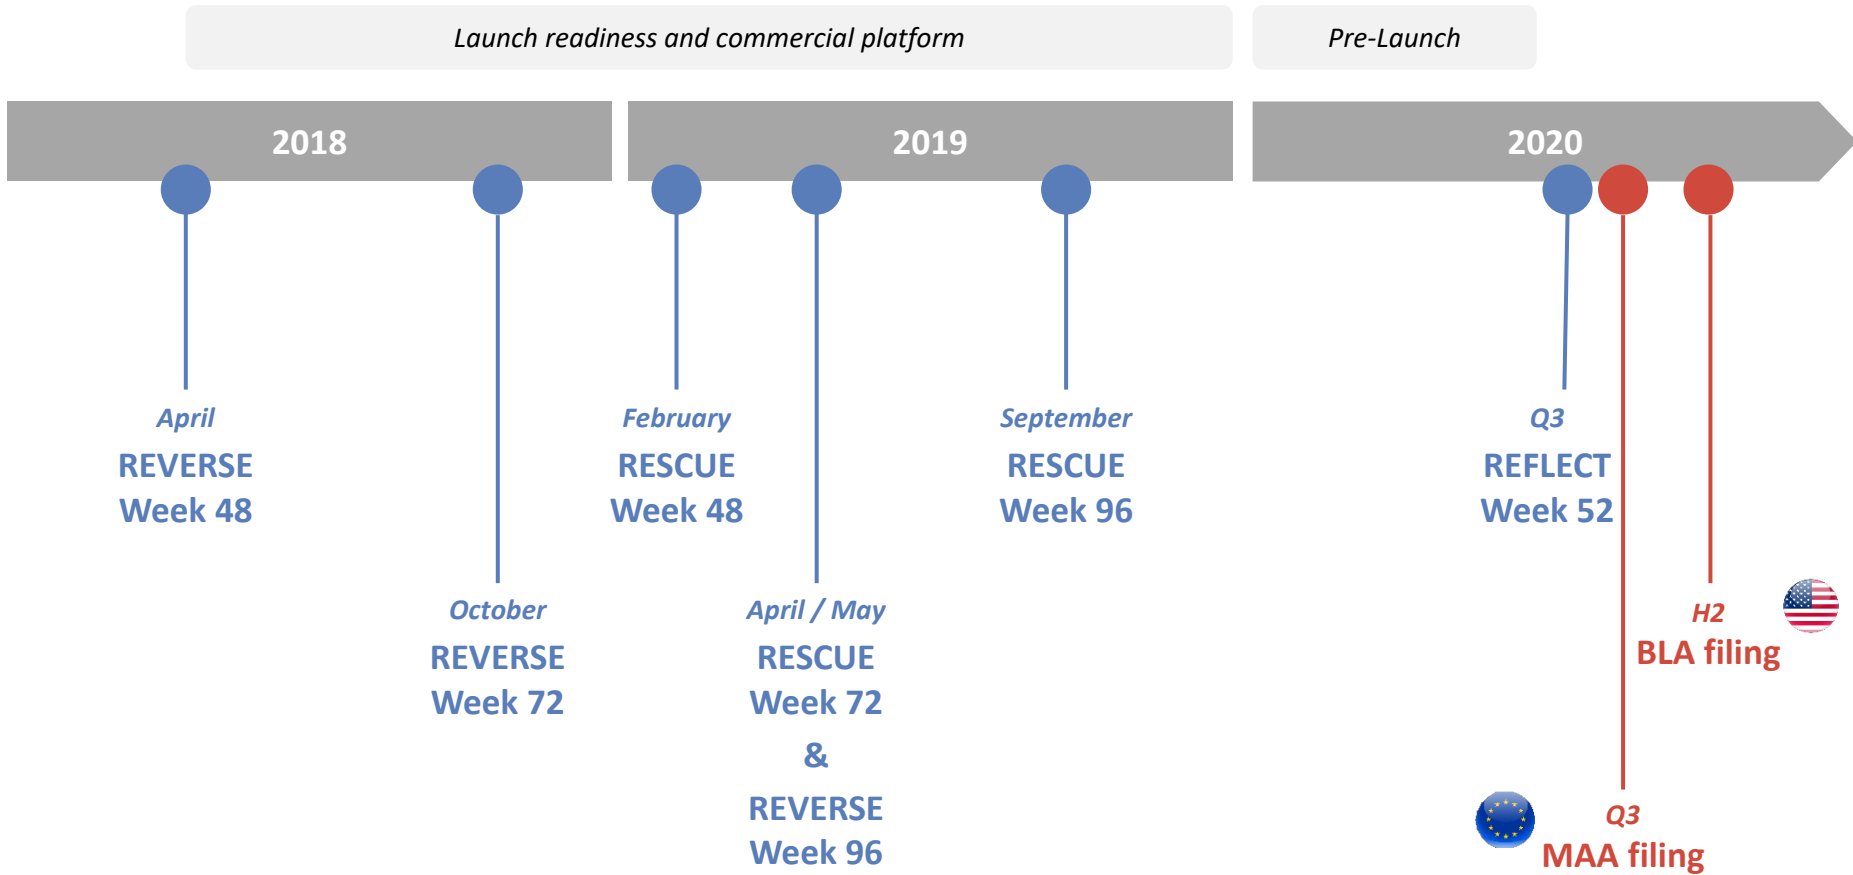 Launch readiness and commercial platform
Pre-Launch
2018
2019
2020
April
REVERSE
Week 48
October
REVERSE
Week 72
February
RESCUE
Week 48
April / May
RESCUE
Week 72
&
REVERSE
Week 96
September
RESCUE
Week 96
Q3
REFLECT
Week 52
Q3
MAA filing
H2
BLA filing